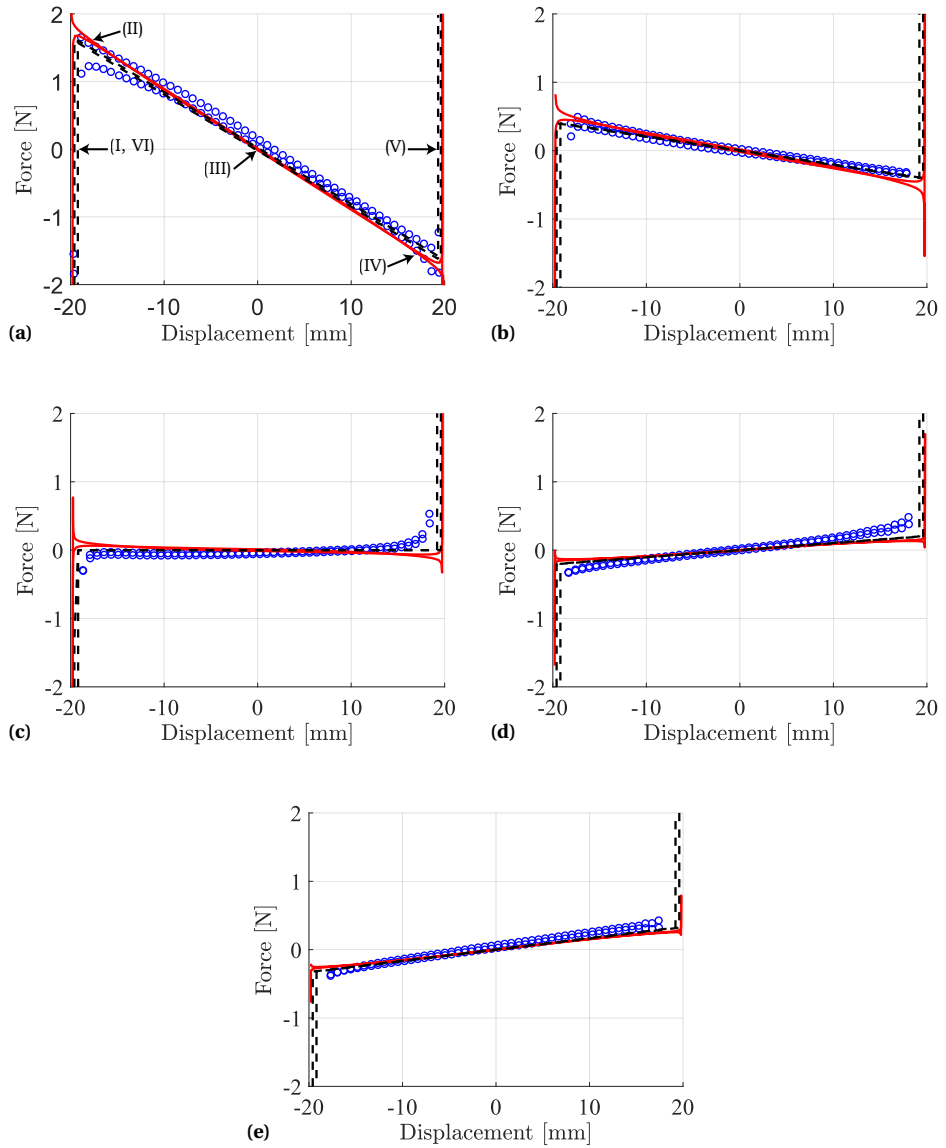 2
(II)
1
Force [N]
0
(I, VI)
(III)
(V)
-1
(IV)
-2
-20 -10 0 10 20
(a)
Displacement [mm]
2
1
Force [N]
0
-1
-2
-20 -10 0 10 20
(b)
Displacement [mm]
2
1
Force [N]
0
-1
-2
-20 -10 0 10 20
(c)
Displacement [mm]
2
1
Force [N]
0
-1
-2
-20 -10 0 10 20
(d)
Displacement [mm]
2
1
Force [N]
0
-1
-2
-20 -10 0 10 20
(e)
Displacement [mm]